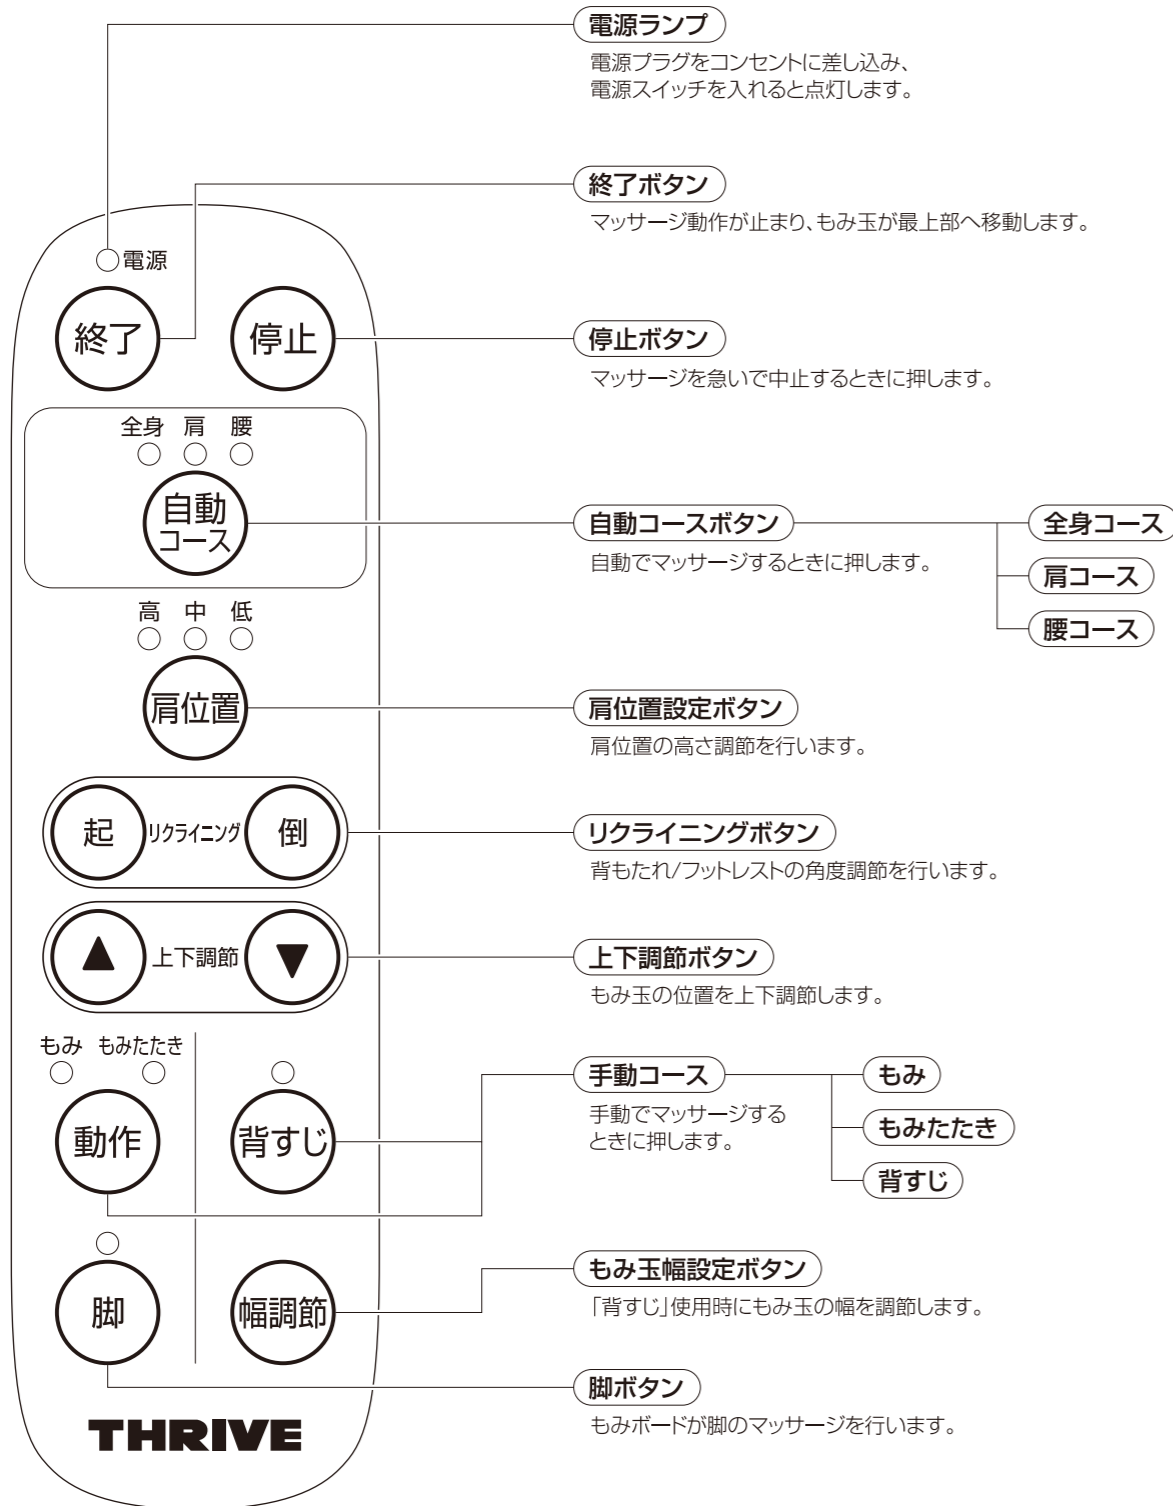 電源ランプ
電源プラグをコンセントに差し込み、
電源スイッチを入れると点灯します。
終了ボタン
マッサージ動作が止まり、もみ玉が最上部へ移動します。
電源
終了
停止
停止ボタン
マッサージを急いで中止するときに押します。
全身 肩 腰
自動
コース
自動コースボタン
自動でマッサージするときに押します。
全身コース
肩コース
腰コース
高 中 低
肩位置
肩位置設定ボタン
肩位置の高さ調節を行います。
起 リクライニング 倒
リクライニングボタン
背もたれ/フットレストの角度調節を行います。
▲ 上下調節 ▼
上下調節ボタン
もみ玉の位置を上下調節します。
もみ もみたたき
動作
背すじ
手動コース
手動でマッサージする
ときに押します。
もみ
もみたたき
背すじ
脚
幅調節
もみ玉幅設定ボタン
「背すじ」使用時にもみ玉の幅を調節します。
脚ボタン
もみボードが脚のマッサージを行います。
THRIVE